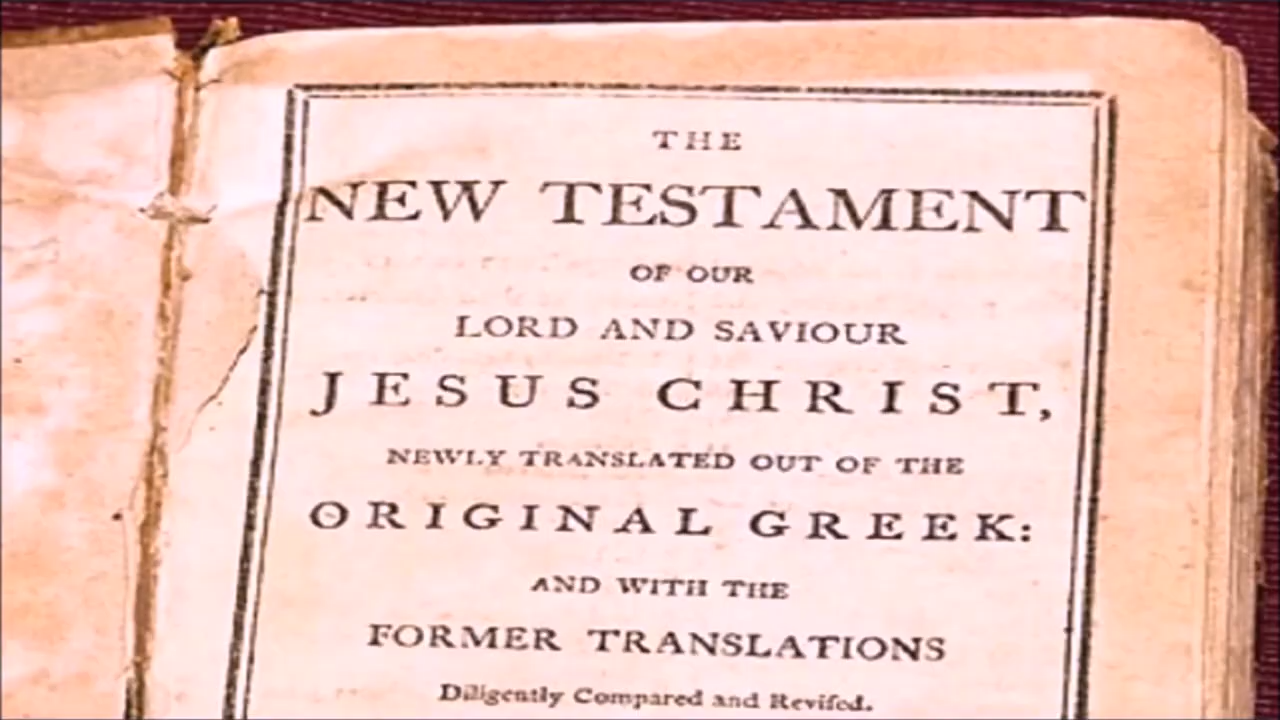 THE
NEW TESTAMENT
OF OUR
LORD AND SAVIOUR
JESUS CHRIST,
NEWLY TRANSLATED OUT OF THE
ORIGINAL GREEK:
AND WITH THE
FORMER TRANSLATIONS
Diligently Compared and Reviſed.